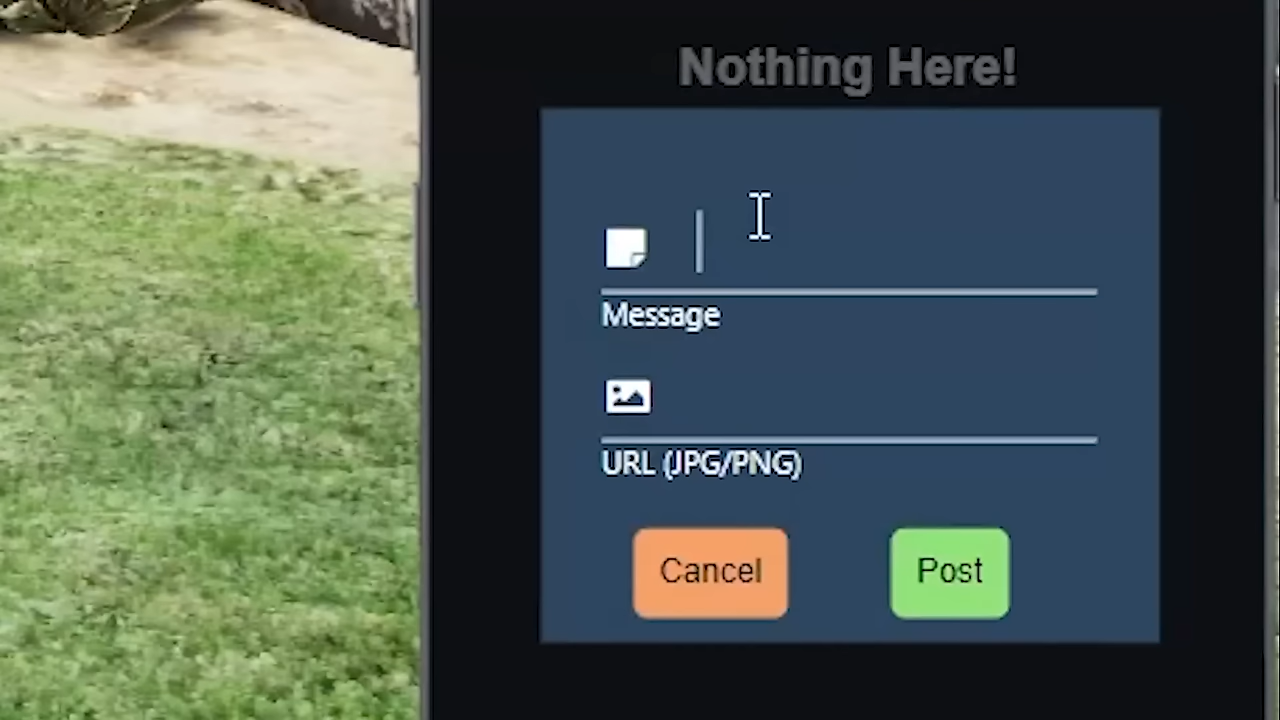 Nothing Here!
Message
URL (JPG/PNG)
Cancel
Post